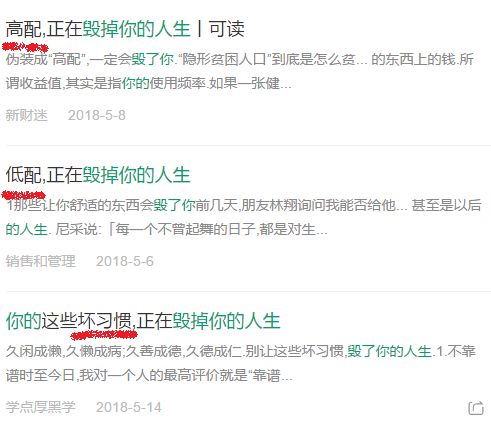 高配,正在毁掉你的人生丨可读
伪装成“高配”,一定会毁了你.“隐形贫困人口”到底是怎么贫... 的东西上的钱.所
谓收益值,其实是指你的使用频率.如果一张健...
新财迷 2018-5-8
低配,正在毁掉你的人生
1那些让你舒适的东西会毁了你前几天,朋友林翔询问我能否给他... 甚至是以后
的人生. 尼采说:「每一个不曾起舞的日子,都是对生...
销售和管理 2018-5-6
你的这些坏习惯,正在毁掉你的人生
久闲成懒,久懒成病;久善成德,久德成仁.别让这些坏习惯,毁了你的人生.1.不靠
谱时至今日,我对一个人的最高评价就是“靠谱...
学点厚黑学 2018-5-14